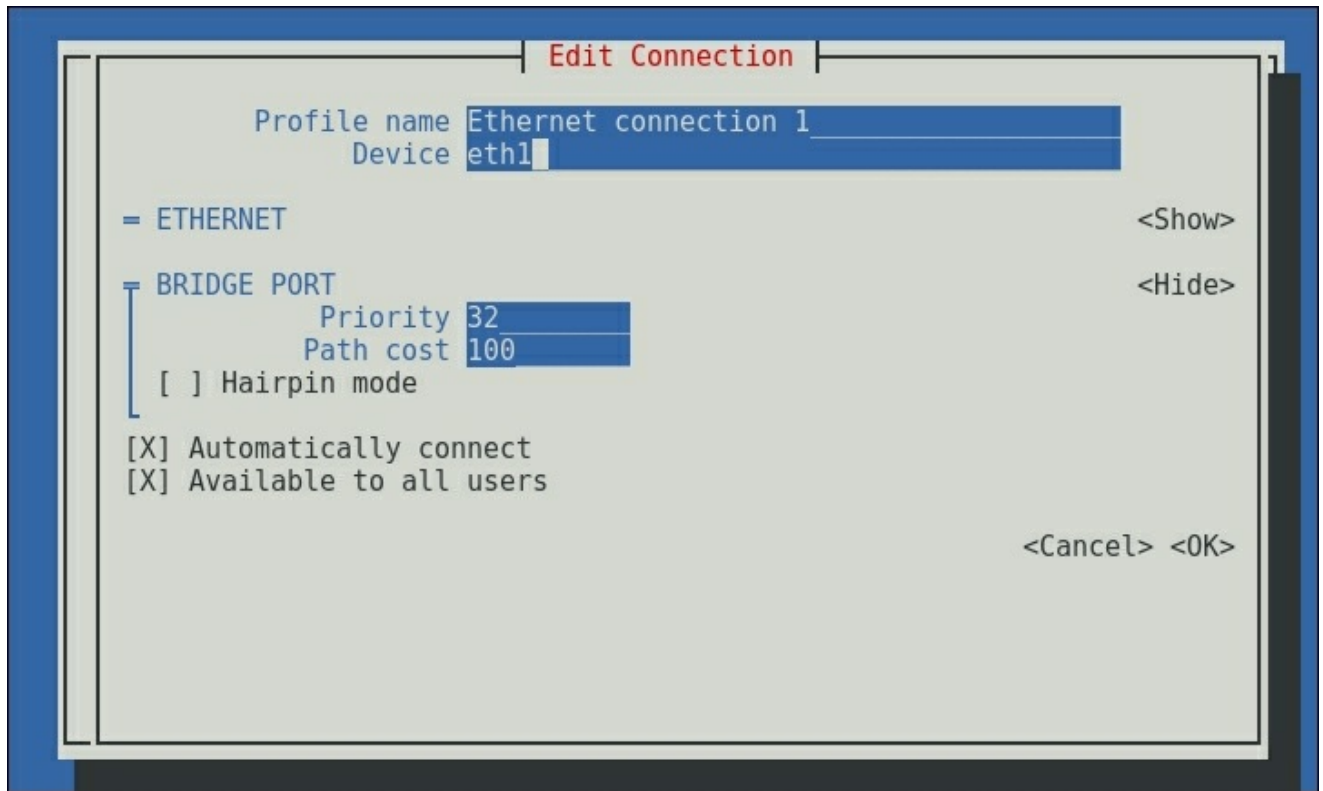 Edit Connection
Profile name Ethernet connection 1
Device eth1
= ETHERNET <Show>
= BRIDGE PORT <Hide>
Priority 32
Path cost 100
[ ] Hairpin mode
[X] Automatically connect
[X] Available to all users
<Cancel> <OK>